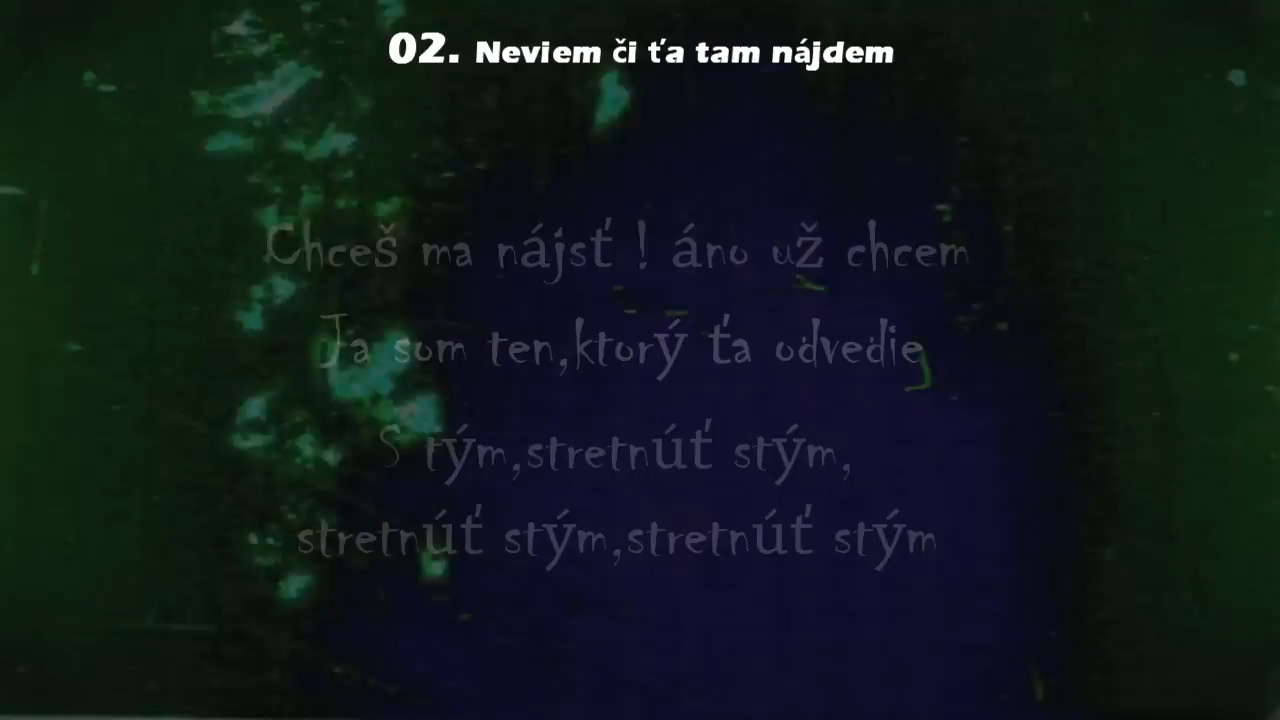 02. Neviem či ťa tam nájdem
Chceš ma nájsť ! áno už chcem
Ja som ten,ktorý ťa odvedie
S tým,stretnúť stým,
stretnúť stým,stretnúť stým